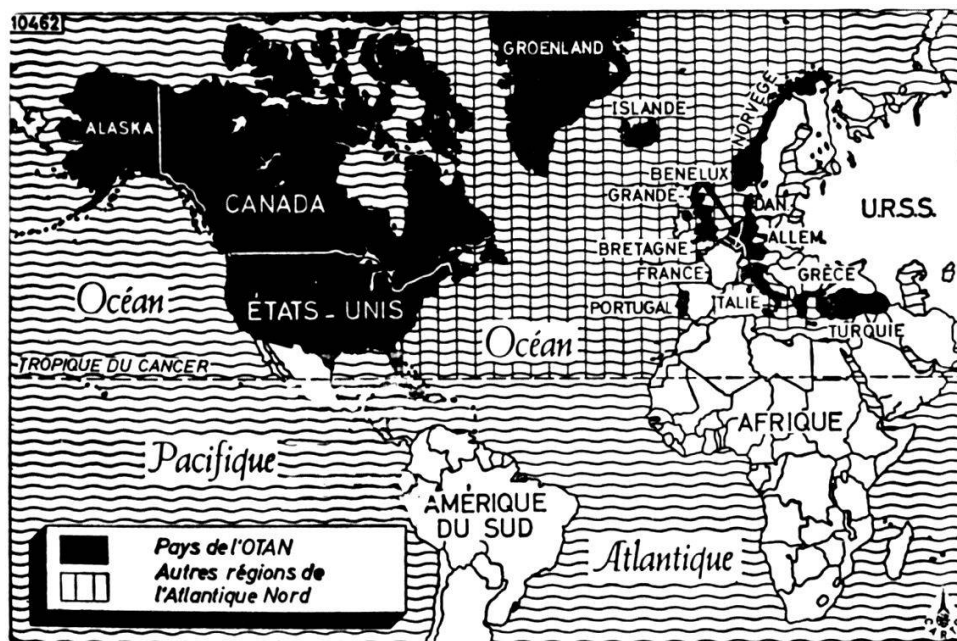 10462
GROENLAND
ALASKA
ISLANDE
NORVÈGE
CANADA
BENELUX
GRANDE-
BRETAGNE
DAN.
U.R.S.S.
ALLEM.
FRANCE
GRÈCE
Océan
ÉTATS-UNIS
PORTUGAL
ITALIE
Océan
TURQUIE
TROPIQUE DU CANCER
AFRIQUE
Pacifique
AMÉRIQUE
DU SUD
Atlantique
Pays de l'OTAN
Autres régions de
l'Atlantique Nord